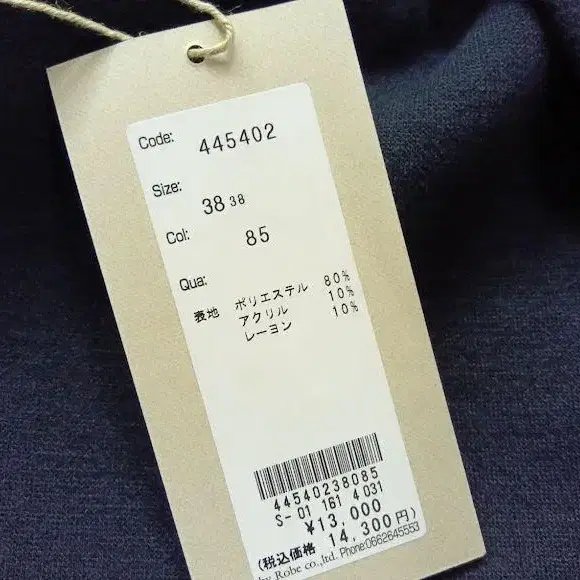 Code: 445402
Size: 38 38
Col: 85
Qua:
表地 ポリエステル 80%
アクリル 10%
レーヨン 10%
44540238085
S-01 161 4031
¥13,000
(税込価格 14,300円)
by Robe co.,ltd. Phone:0662645553